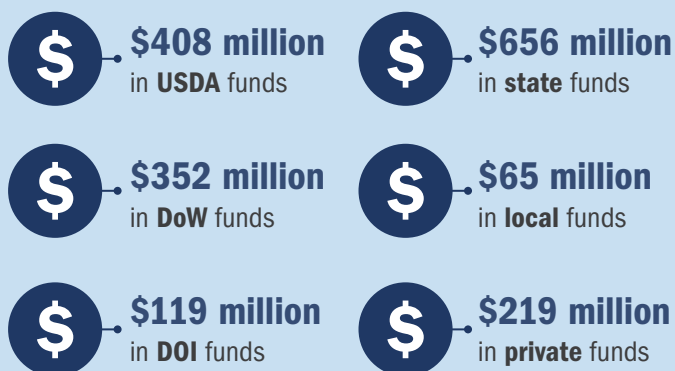 $408 million
in USDA funds
$656 million
in state funds
$352 million
in DoW funds
$65 million
in local funds
$119 million
in DOI funds
$219 million
in private funds